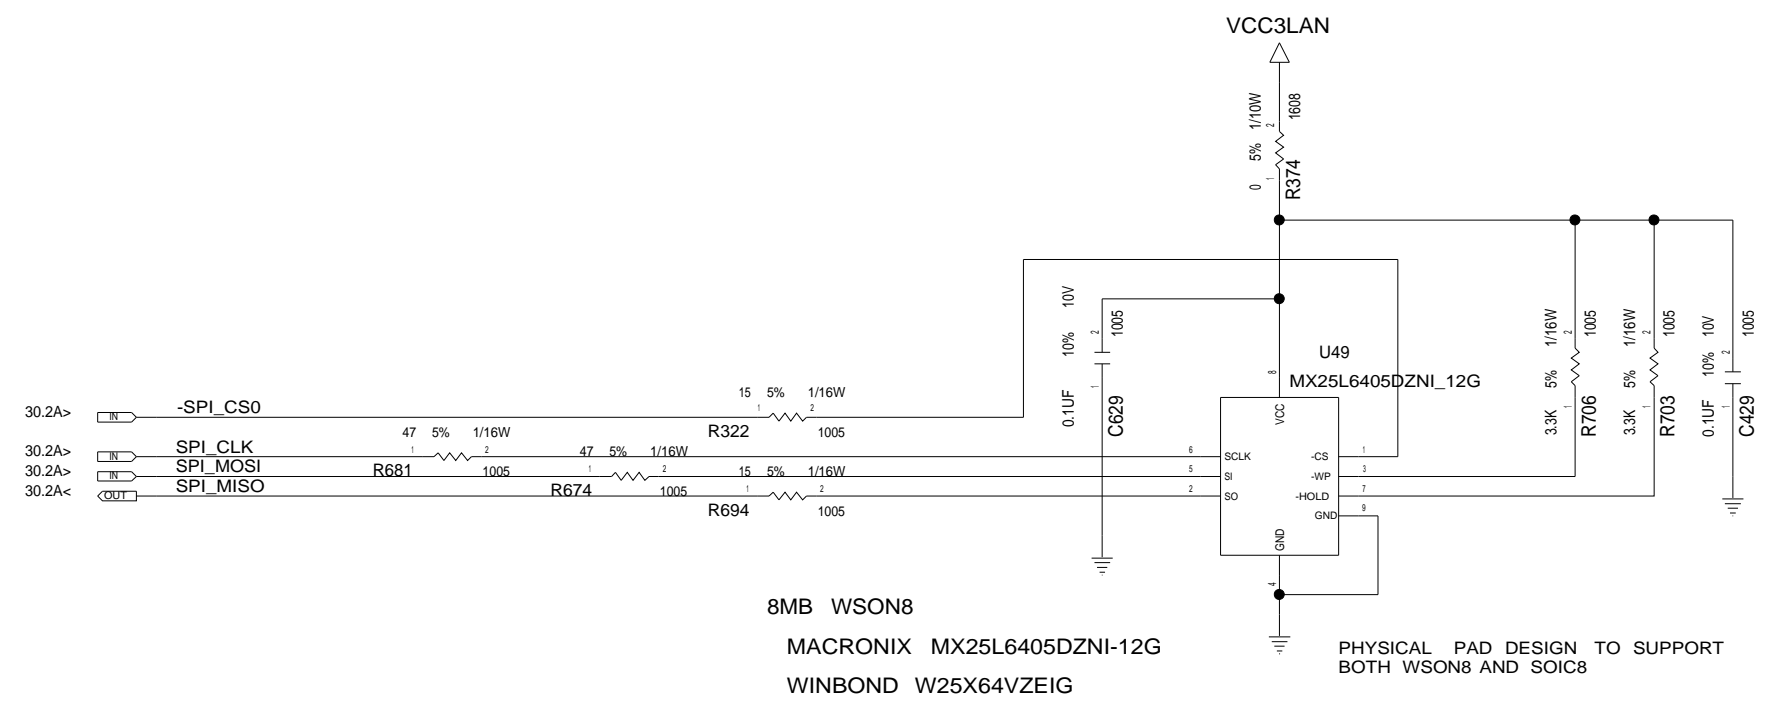 VCC3LAN
0 5% 1/10W
1 2
1608
R374
0.1UF 10% 10V
1 2
1005
C629
U49
MX25L6405DZNI_12G
3.3K 5% 1/16W
1 2
1005
R706
3.3K 5% 1/16W
1 2
1005
R703
0.1UF 10% 10V
1 2
1005
C429
30.2A> IN -SPI_CS0
15 5% 1/16W
1 2
R322 1005
30.2A> IN SPI_CLK
47 5% 1/16W
1 2
R681 1005
30.2A> IN SPI_MOSI
47 5% 1/16W
1 2
R674 1005
30.2A< OUT SPI_MISO
15 5% 1/16W
1 2
R694 1005
8 VCC
6 SCLK -CS 1
5 SI -WP 3
2 SO -HOLD 7
GND 9
GND 4
8MB WSON8
MACRONIX MX25L6405DZNI-12G
WINBOND W25X64VZEIG
PHYSICAL PAD DESIGN TO SUPPORT
BOTH WSON8 AND SOIC8